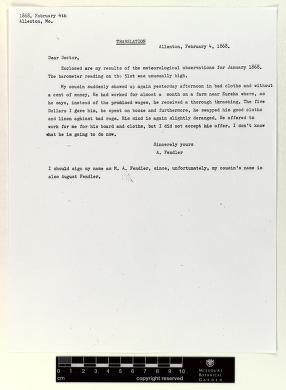 1868, February 4th
Allenton, Mo.
TRANSLATION
Allenton, February 4, 1868.
Dear Doctor,
Enclosed are my results of the meteorological observations for January 1868.
The barometer reading on the 31st was unusually high.
My cousin suddenly showed up again yesterday afternoon in bad cloths and without
a cent of money. He had worked for almost a month on a farm near Eureka where, as
he says, instead of the promised wages, he received a thorough thrashing. The five
Dollars I gave him, he spent on booze and furthermore, he swapped his good cloths
and linen against bad rags. His mind is again slightly deranged. He offered to
work for me for his board and cloths, but I did not accept his offer. I don't know
what he is going to do now.
Sincerely yours
A. Fendler
I should sign my name as M. A. Fendler, since, unfortunately, my cousin's name is
also August Fendler.
0 1 2 3 4 5 6 7 8 9 10
cm
copyright reserved
MISSOURI
BOTANICAL
GARDEN